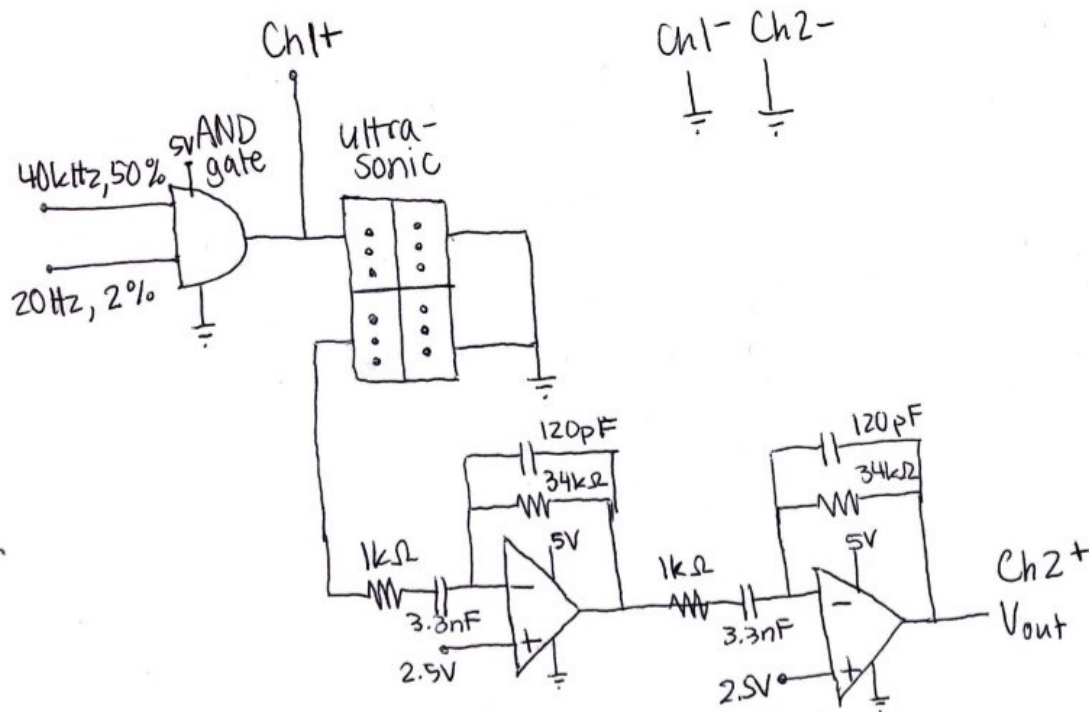 Ch1+
Ch1- Ch2-
5V AND
gate
ultra-
sonic
40kHz, 50%
20Hz, 2%
120pF
34kΩ
120pF
34kΩ
5V
5V
1kΩ
3.3nF
1kΩ
3.3nF
2.5V
2.5V
-
+
-
+
Ch2+
Vout